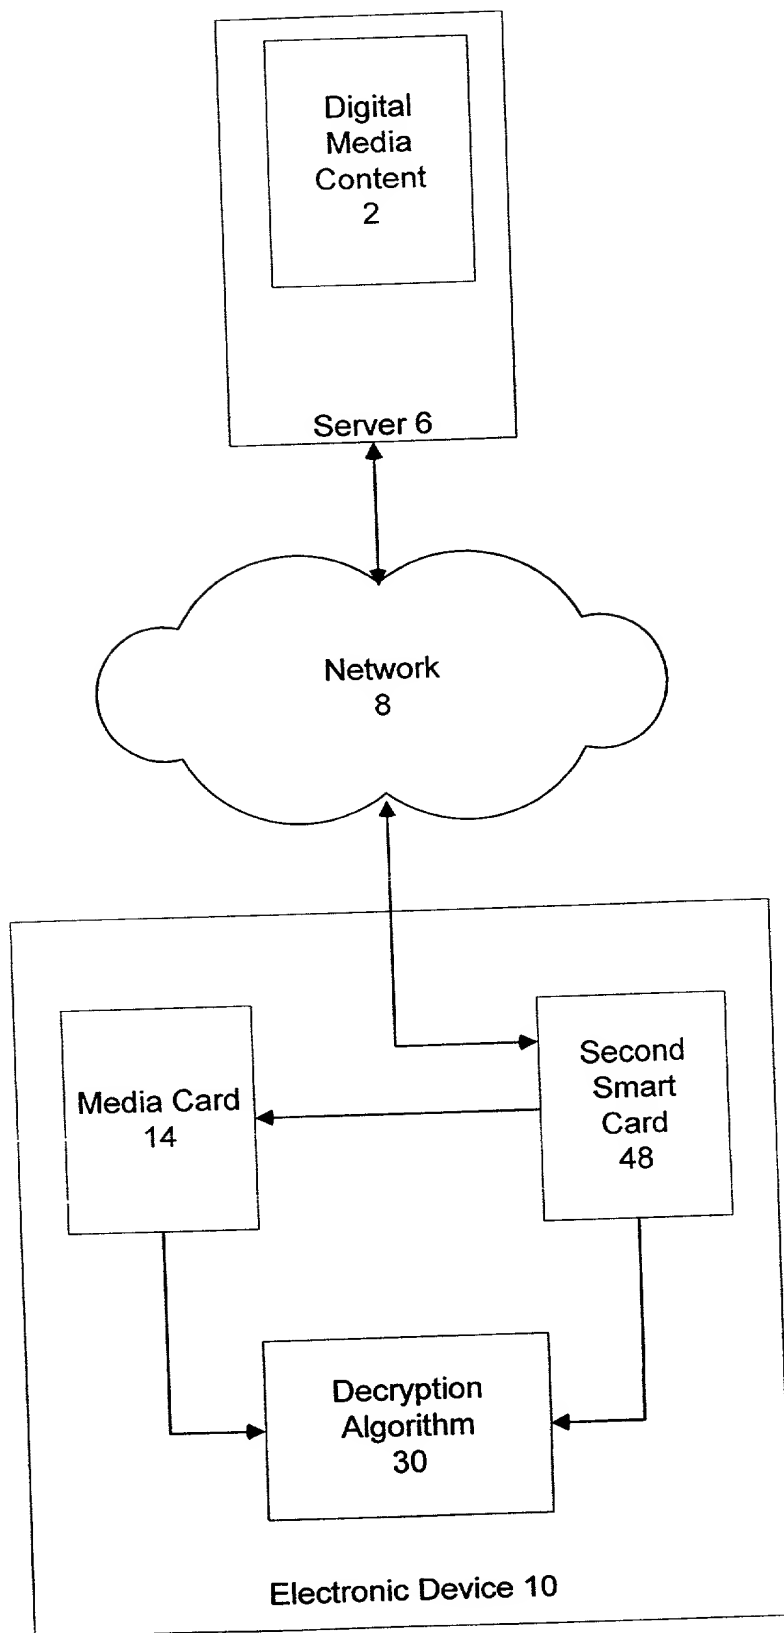 Digital
Media
Content
2
Server 6
Network
8
Media Card
14
Second
Smart
Card
48
Decryption
Algorithm
30
Electronic Device 10